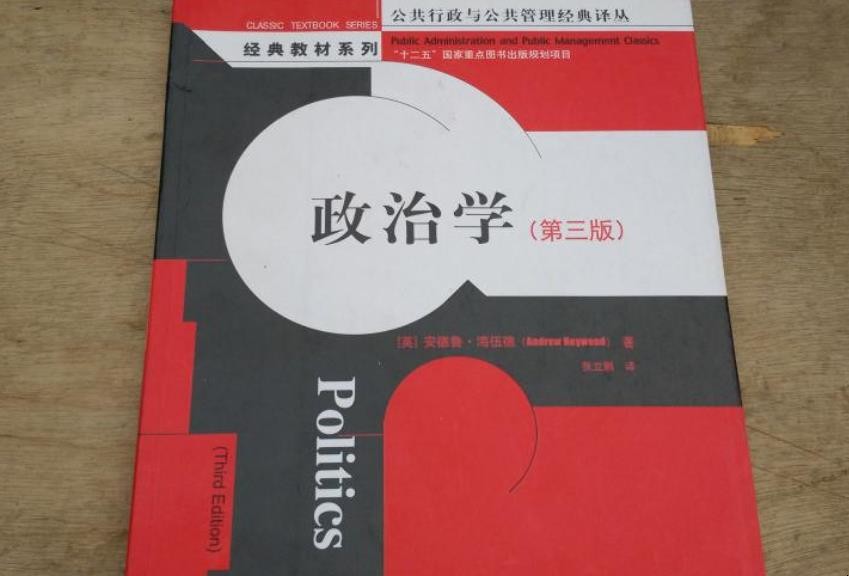 CLASSIC TEXTBOOK SERIES
经典教材系列
公共行政与公共管理经典译丛
Public Administration and Public Management Classics
“十二五”国家重点图书出版规划项目
政治学
(第三版)
[英] 安德鲁·海伍德 (Andrew Heywood) 著
张立鹏 译
Politics
(Third Edition)